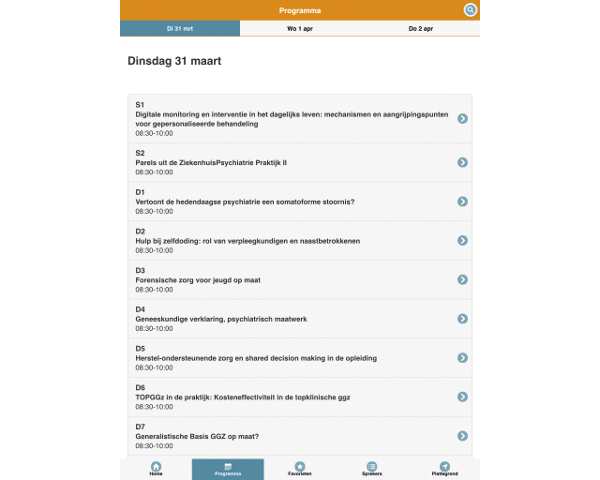 Programma
Di 31 mrt
Wo 1 apr
Do 2 apr
Dinsdag 31 maart
S1
Digitale monitoring en interventie in het dagelijks leven: mechanismen en aangrijpingspunten
voor gepersonaliseerde behandeling
08:30-10:00
S2
Parels uit de ZiekenhuisPsychiatrie Praktijk II
08:30-10:00
D1
Vertoont de hedendaagse psychiatrie een somatoforme stoornis?
08:30-10:00
D2
Hulp bij zelfdoding: rol van verpleegkundigen en naastbetrokkenen
08:30-10:00
D3
Forensische zorg voor jeugd op maat
08:30-10:00
D4
Geneeskundige verklaring, psychiatrisch maatwerk
08:30-10:00
D5
Herstel-ondersteunende zorg en shared decision making in de opleiding
08:30-10:00
D6
TOPGGz in de praktijk: Kosteneffectiviteit in de topklinische ggz
08:30-10:00
D7
Generalistische Basis GGZ op maat?
08:30-10:00
Home
Programma
Favorieten
Sprekers
Plattegrond